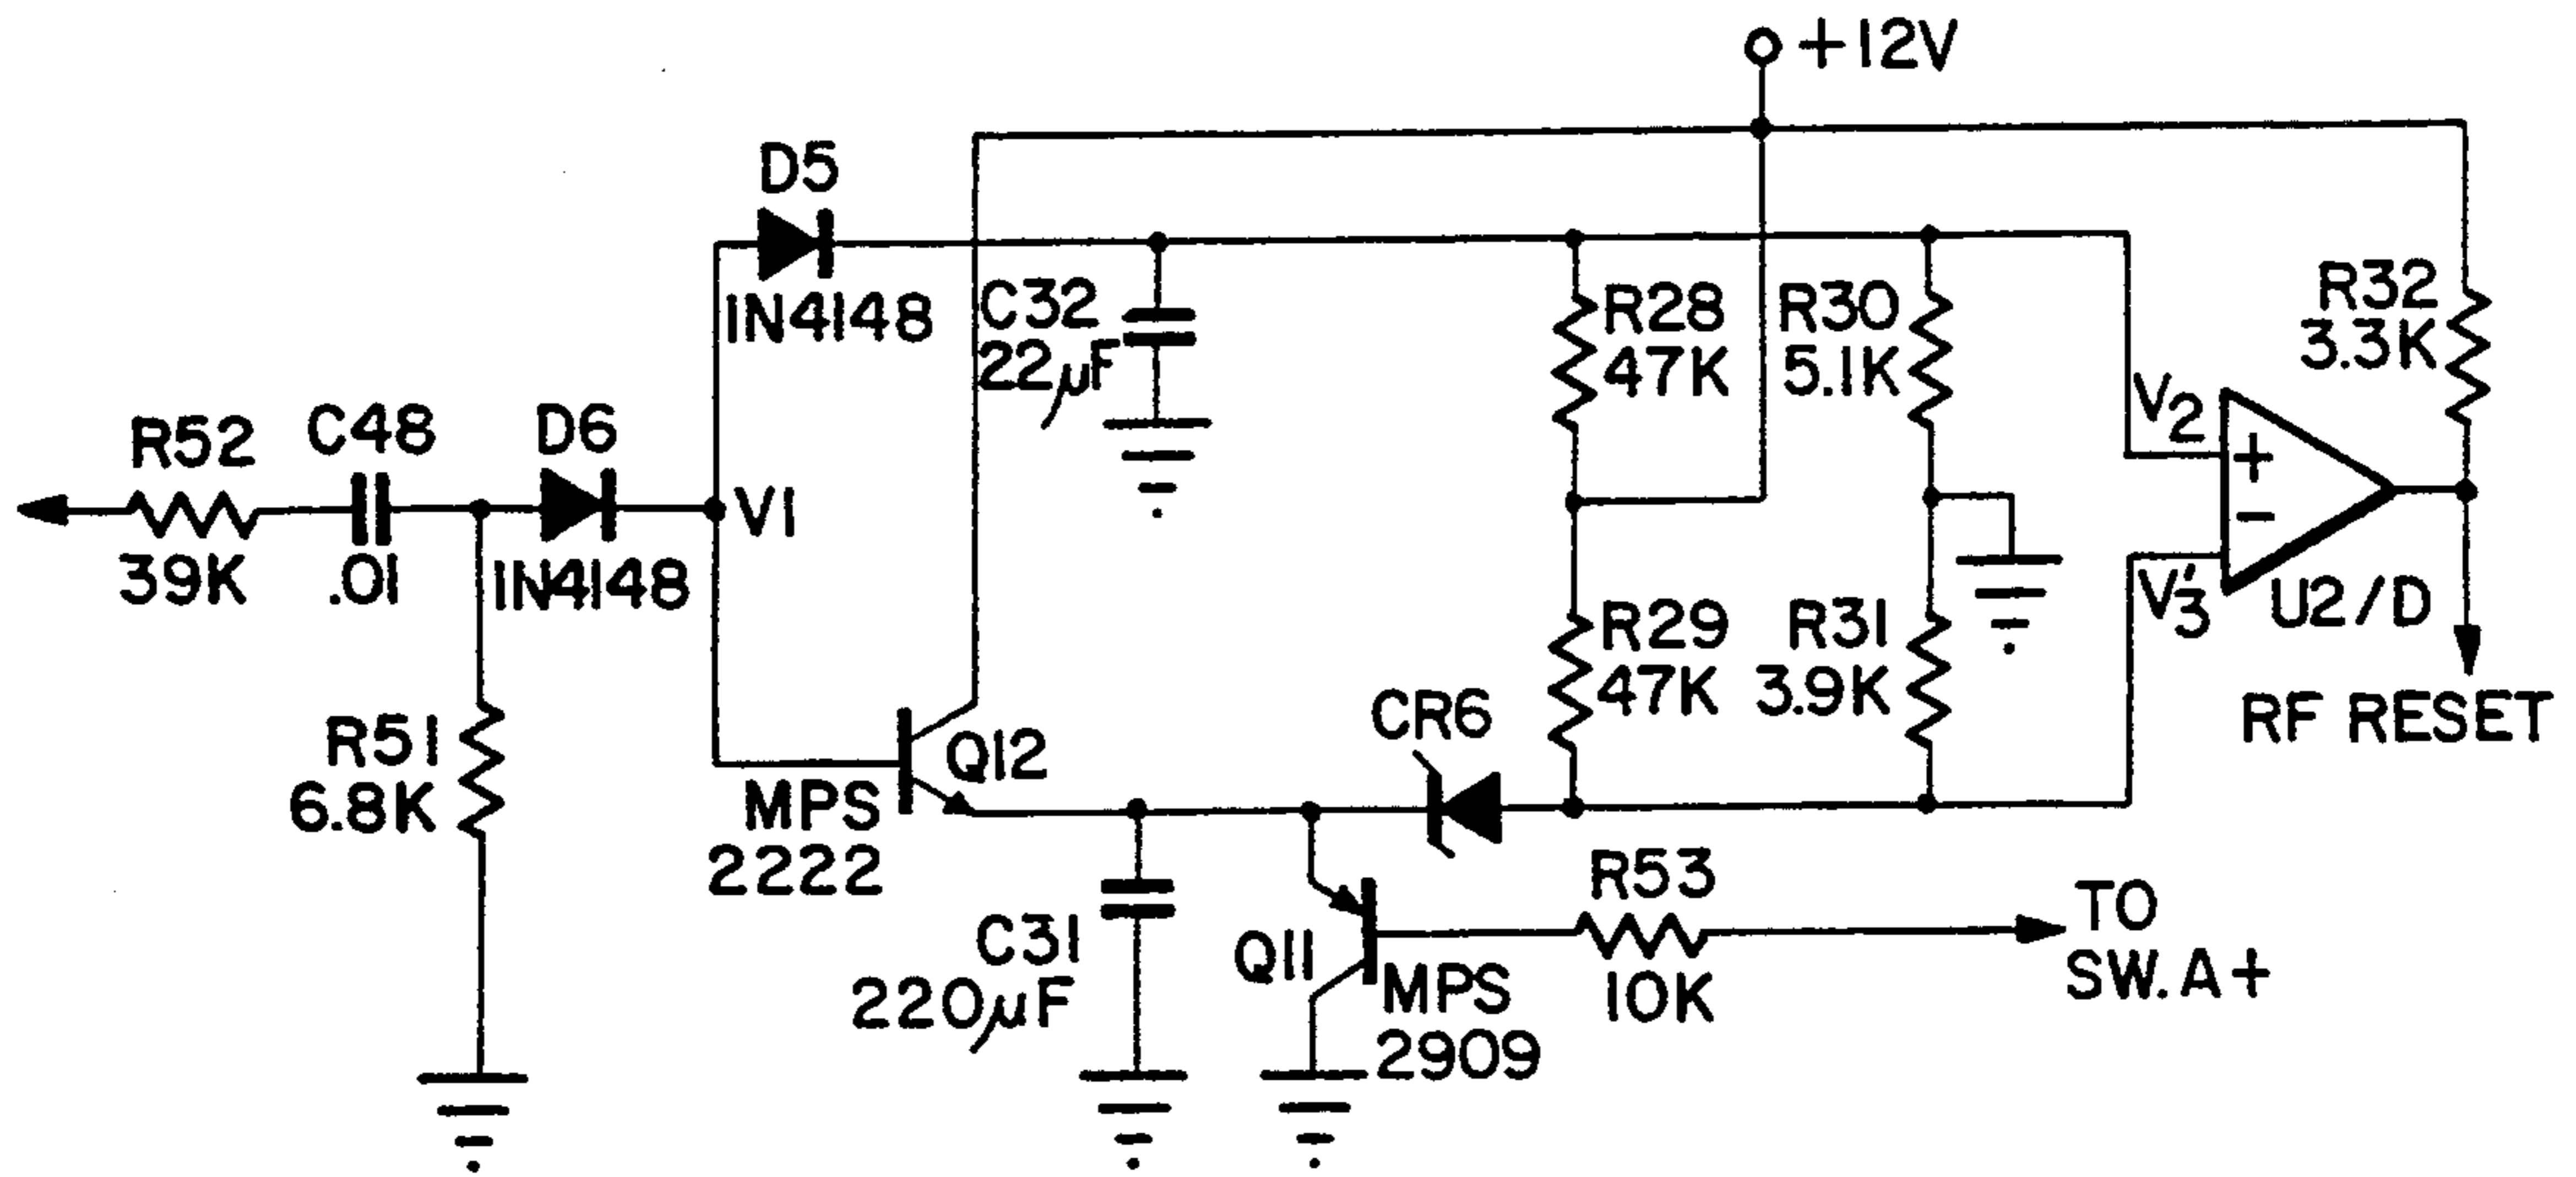 +12V
D5
1N4148
C32
22µF
R28
47K
R30
5.1K
R32
3.3K
R52
39K
C48
.01
D6
1N4148
V1
V2
+
−
V'3
U2/D
R51
6.8K
Q12
MPS
2222
R29
47K
R31
3.9K
CR6
RF RESET
C31
220µF
Q11
MPS
2909
R53
10K
TO
SW. A+